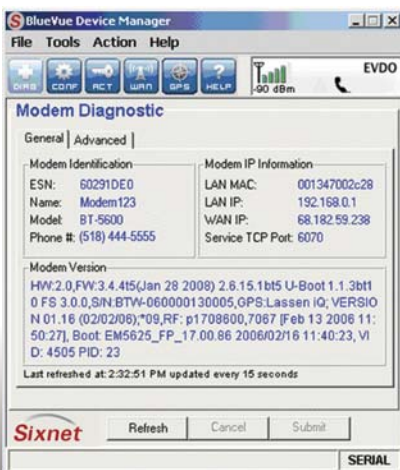 BlueVue Device Manager
File Tools Action Help
DIAG CONF ACT WAN GPS HELP
-90 dBm
EVDO
Modem Diagnostic
General Advanced
Modem Identification
ESN: 60291DE0
Name: Modem123
Model: BT-5600
Phone #: (518) 444-5555
Modem IP Information
LAN MAC: 001347002c28
LAN IP: 192.168.0.1
WAN IP: 68.182.59.238
Service TCP Port: 6070
Modem Version
HW:2.0,FW:3.4.4t5(Jan 28 2008) 2.6.15.1bt5 U-Boot 1.1.3bt1
0 FS 3.0.0,S/N:BTW-060000130005,GPS:Lassen iQ; VERSIO
N 01.16 (02/02/06);*09,RF: p1708600,7067 [Feb 13 2006 11:
50:27], Boot: EM5625_FP_17.00.86 2006/02/16 11:40:23, VI
D: 4505 PID: 23
Last refreshed at: 2:32:51 PM updated every 15 seconds
Sixnet
Refresh Cancel Submit
SERIAL